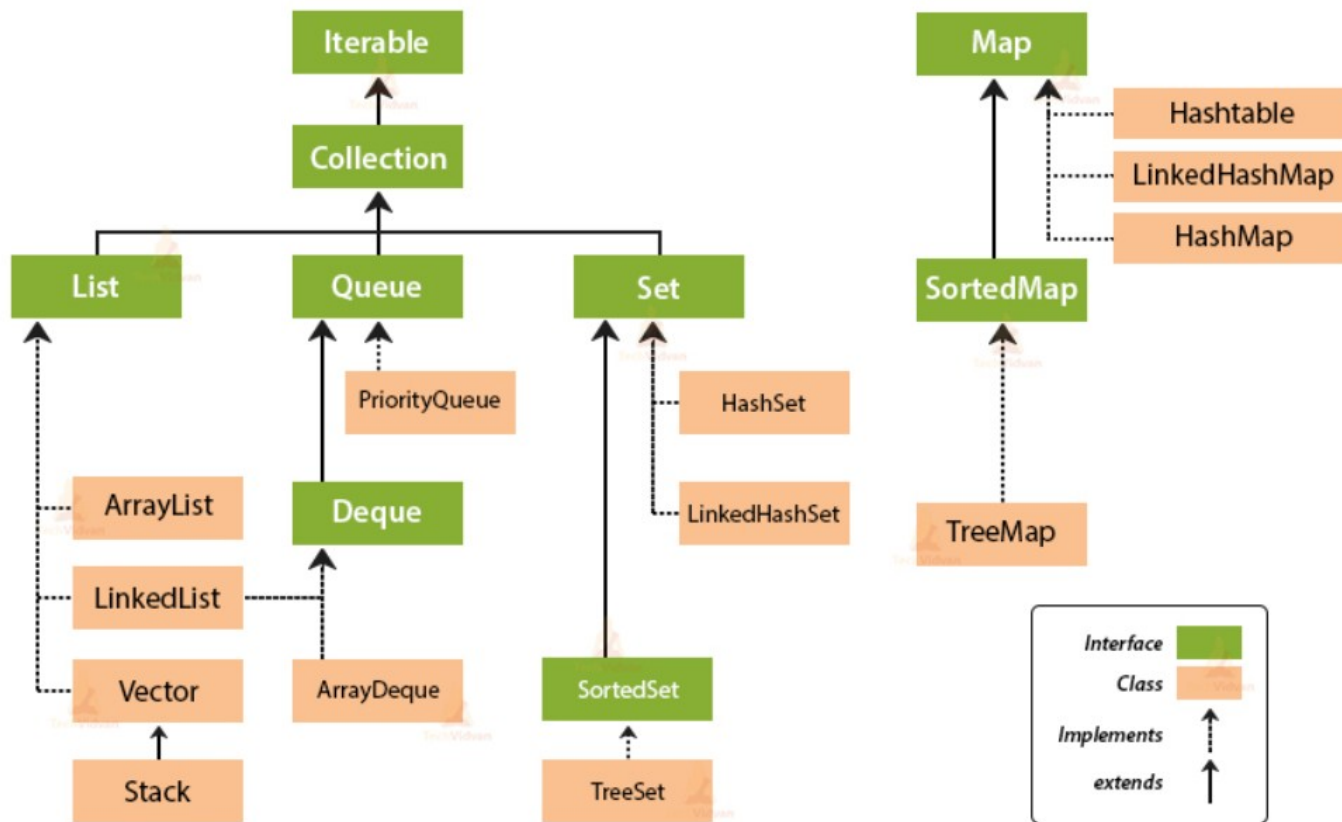 Iterable
Map
Hashtable
Collection
LinkedHashMap
HashMap
List
Queue
Set
SortedMap
PriorityQueue
HashSet
ArrayList
Deque
LinkedHashSet
TreeMap
LinkedList
Vector
ArrayDeque
SortedSet
Stack
TreeSet
Interface
Class
Implements
extends
TechVidvan